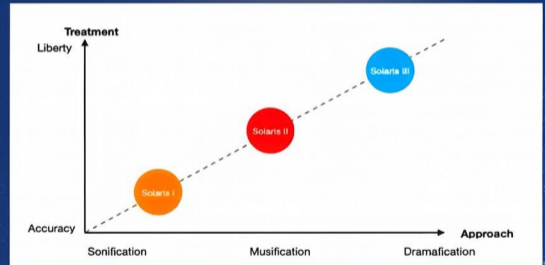 Treatment
Liberty
Solaris III
Solaris II
Solaris I
Accuracy
Approach
Sonification
Musification
Dramafication